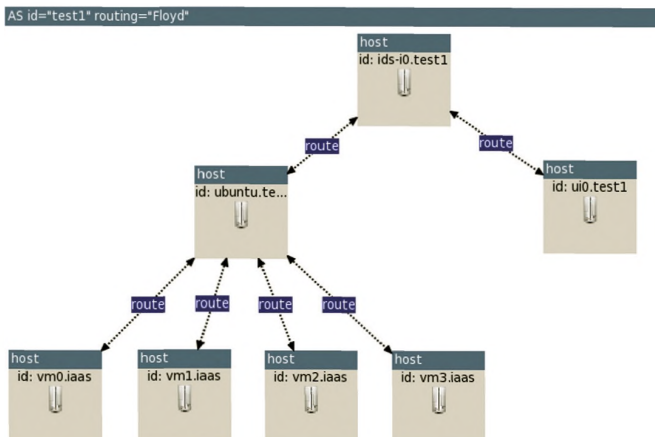 AS id="test1" routing="Floyd"
host
id: ids-i0.test1
route
route
host
id: ubuntu.te...
host
id: ui0.test1
route
route
route
route
host
id: vm0.iaas
host
id: vm1.iaas
host
id: vm2.iaas
host
id: vm3.iaas